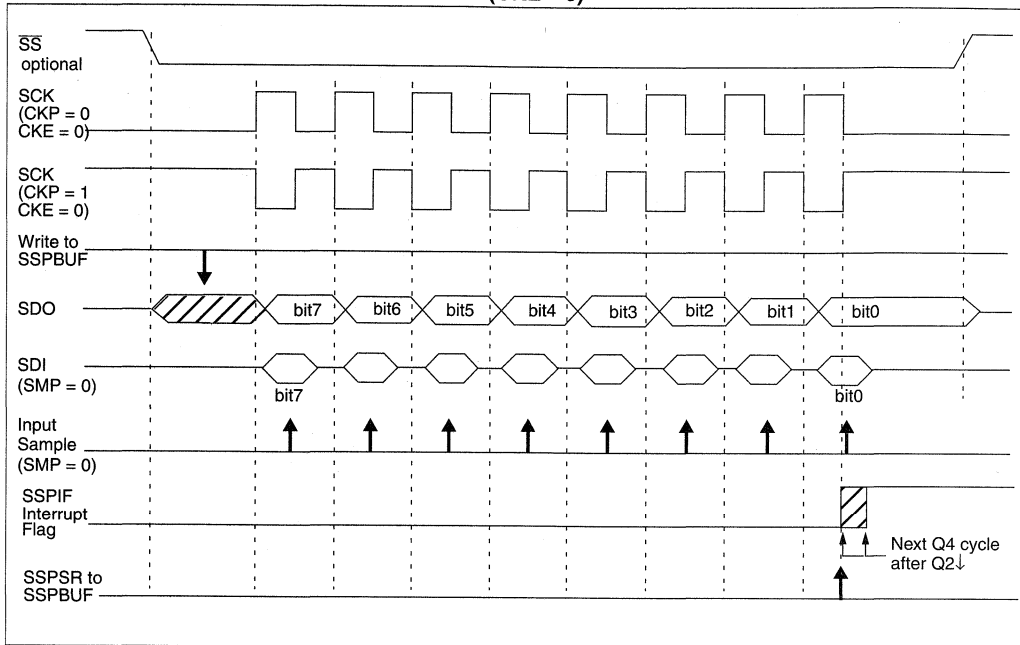 SS
optional
SCK
(CKP = 0
CKE = 0)
SCK
(CKP = 1
CKE = 0)
Write to
SSPBUF
SDO
bit7 bit6 bit5 bit4 bit3 bit2 bit1 bit0
SDI
(SMP = 0)
bit7 bit0
Input
Sample
(SMP = 0)
SSPIF
Interrupt
Flag
Next Q4 cycle
after Q2↓
SSPSR to
SSPBUF